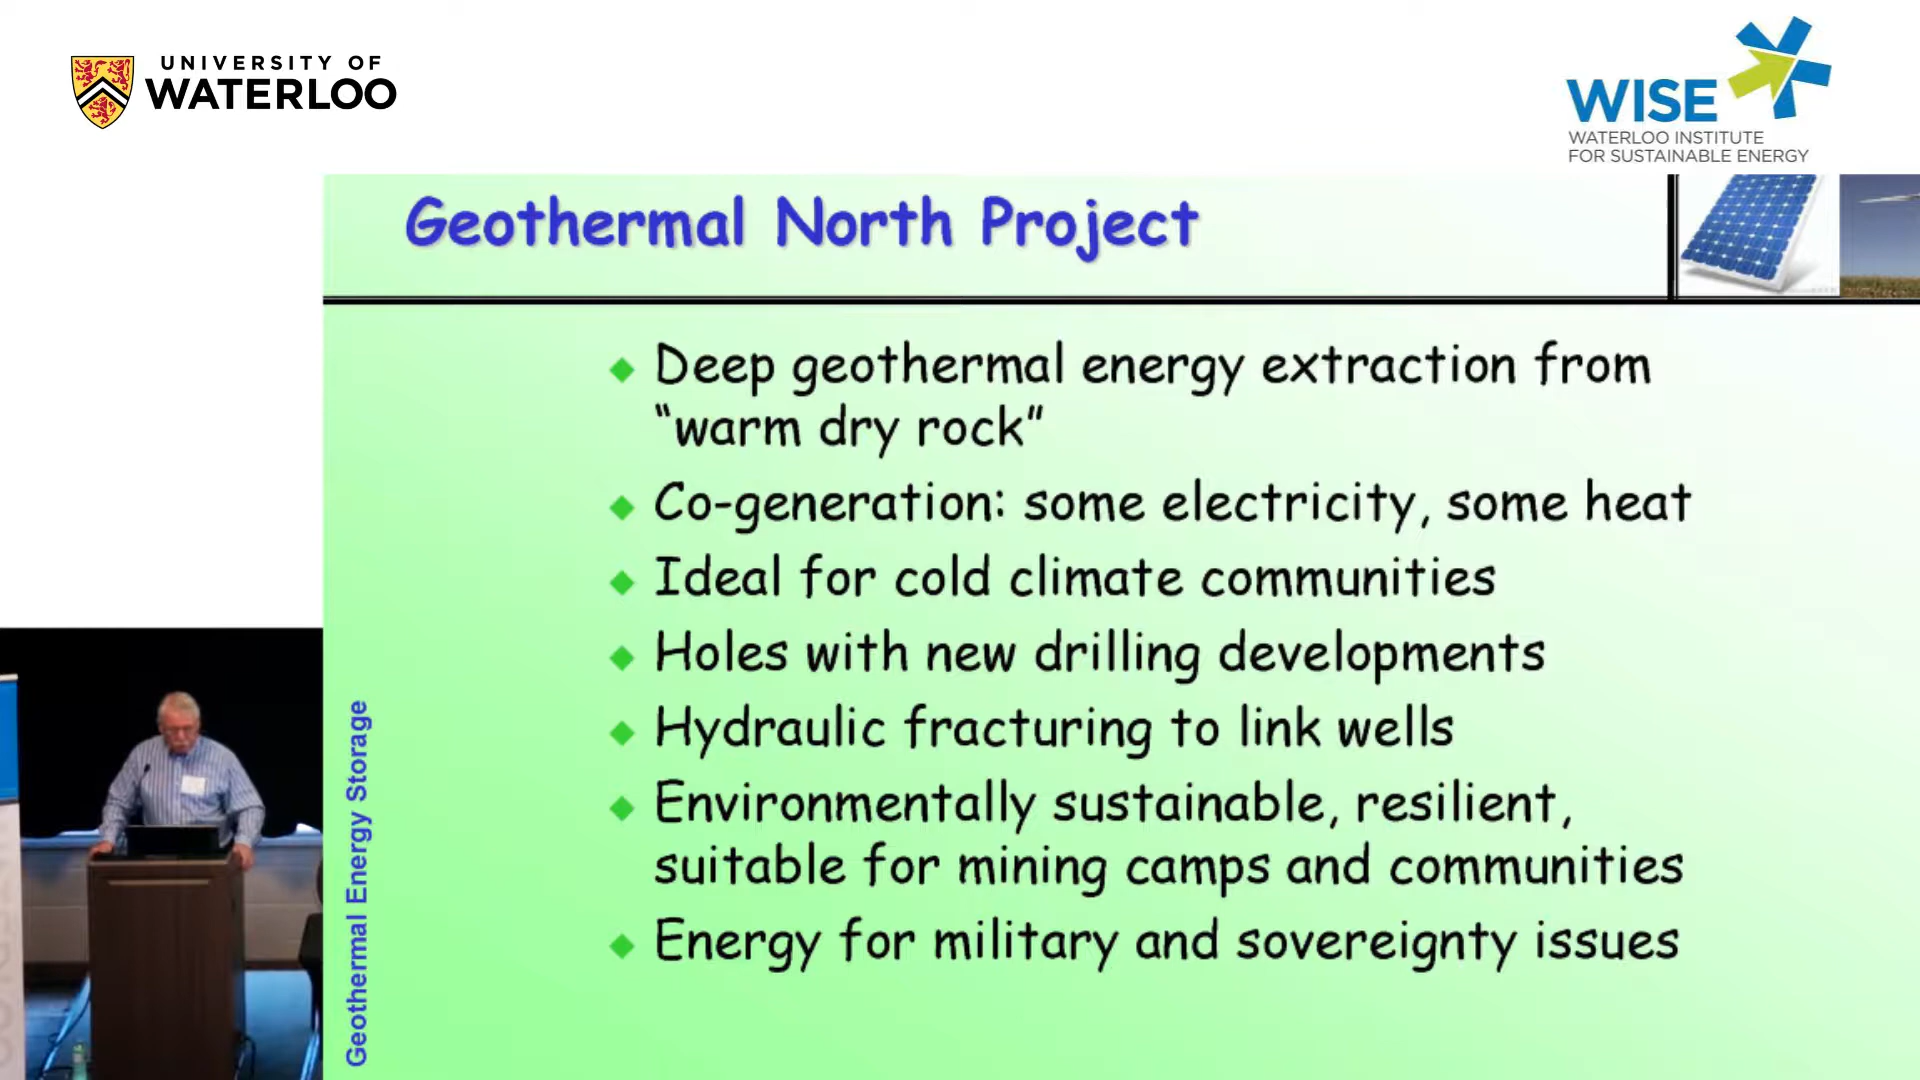 UNIVERSITY OF
WATERLOO
WISE
WATERLOO INSTITUTE
FOR SUSTAINABLE ENERGY
Geothermal North Project
Deep geothermal energy extraction from
“warm dry rock”
Co-generation: some electricity, some heat
Ideal for cold climate communities
Holes with new drilling developments
Hydraulic fracturing to link wells
Environmentally sustainable, resilient,
suitable for mining camps and communities
Energy for military and sovereignty issues
Geothermal Energy Storage